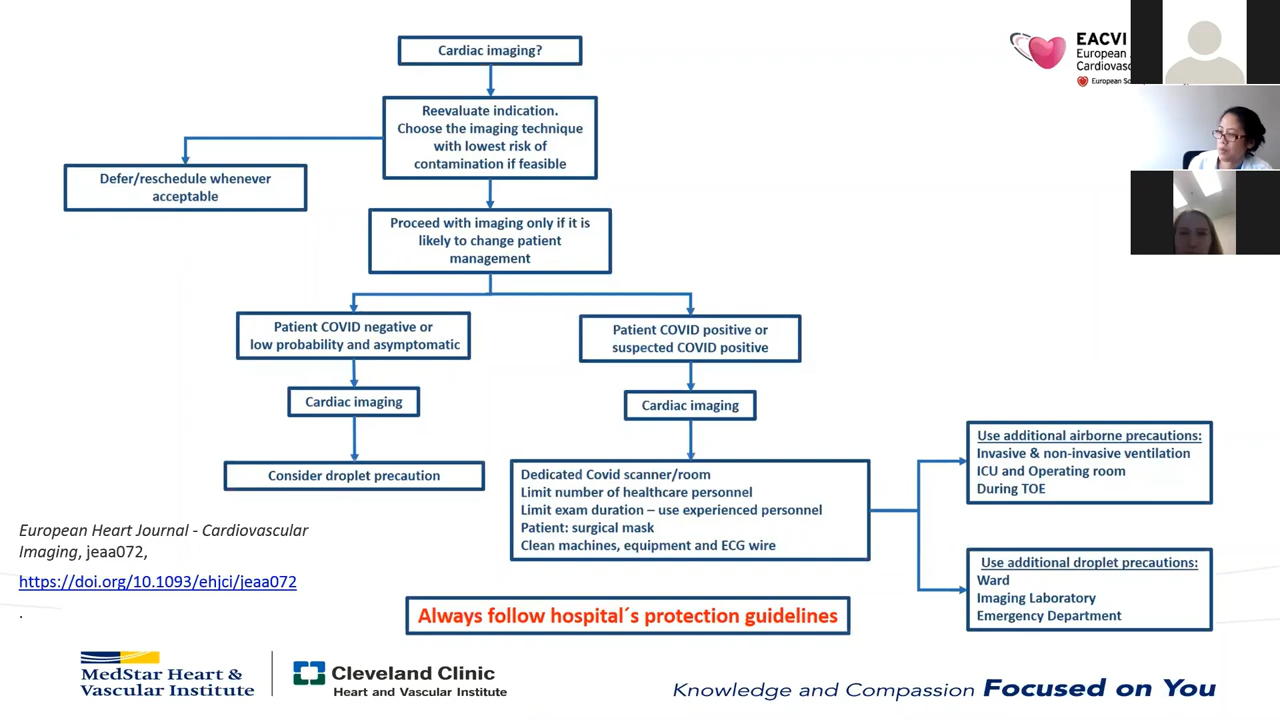 Cardiac imaging?
Reevaluate indication.
Choose the imaging technique
with lowest risk of
contamination if feasible
Defer/reschedule whenever
acceptable
Proceed with imaging only if it is
likely to change patient
management
Patient COVID negative or
low probability and asymptomatic
Cardiac imaging
Consider droplet precaution
Patient COVID positive or
suspected COVID positive
Cardiac imaging
Dedicated Covid scanner/room
Limit number of healthcare personnel
Limit exam duration – use experienced personnel
Patient: surgical mask
Clean machines, equipment and ECG wire
Use additional airborne precautions:
Invasive & non-invasive ventilation
ICU and Operating room
During TOE
Use additional droplet precautions:
Ward
Imaging Laboratory
Emergency Department
Always follow hospital´s protection guidelines
European Heart Journal - Cardiovascular
Imaging, jeaa072,
https://doi.org/10.1093/ehjci/jeaa072
.
EACVI
European
Cardiovasc
European
MedStar Heart &
Vascular Institute
Cleveland Clinic
Heart and Vascular Institute
Knowledge and Compassion Focused on You